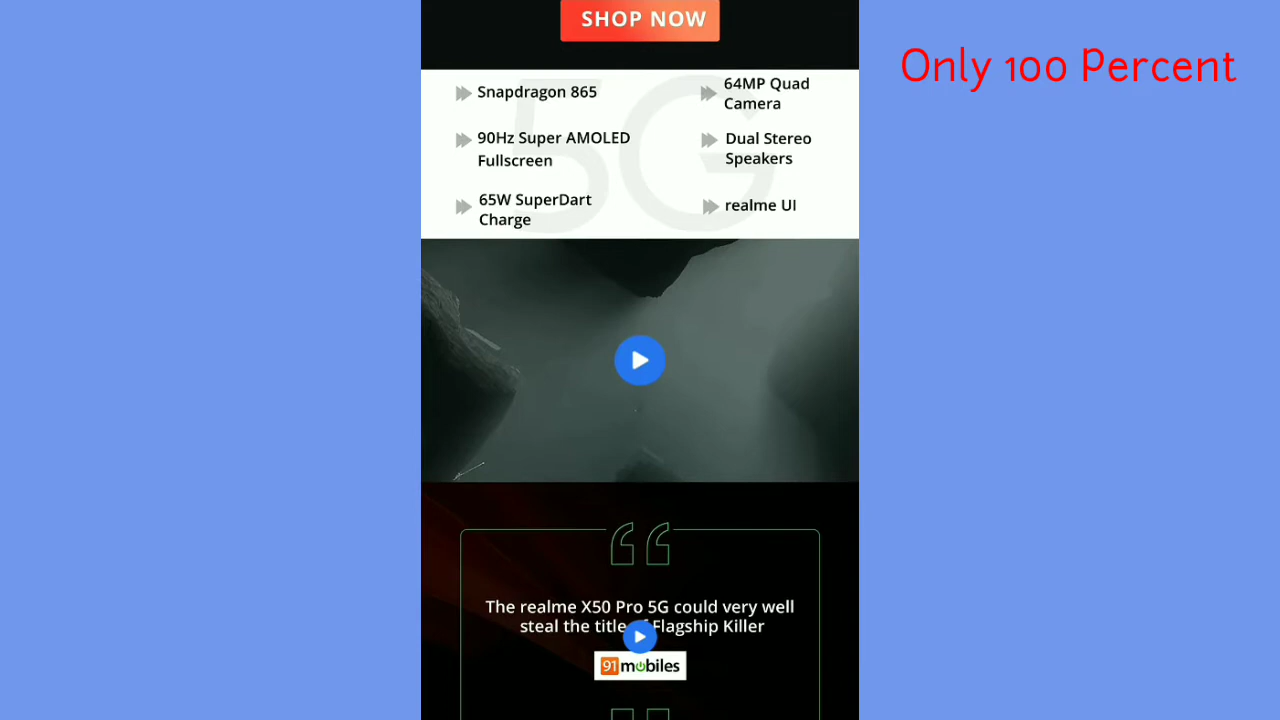 SHOP NOW
Only 100 Percent
5G
Snapdragon 865
64MP Quad
Camera
90Hz Super AMOLED
Fullscreen
Dual Stereo
Speakers
65W SuperDart
Charge
realme UI
“
The realme X50 Pro 5G could very well
steal the title of Flagship Killer
91mobiles